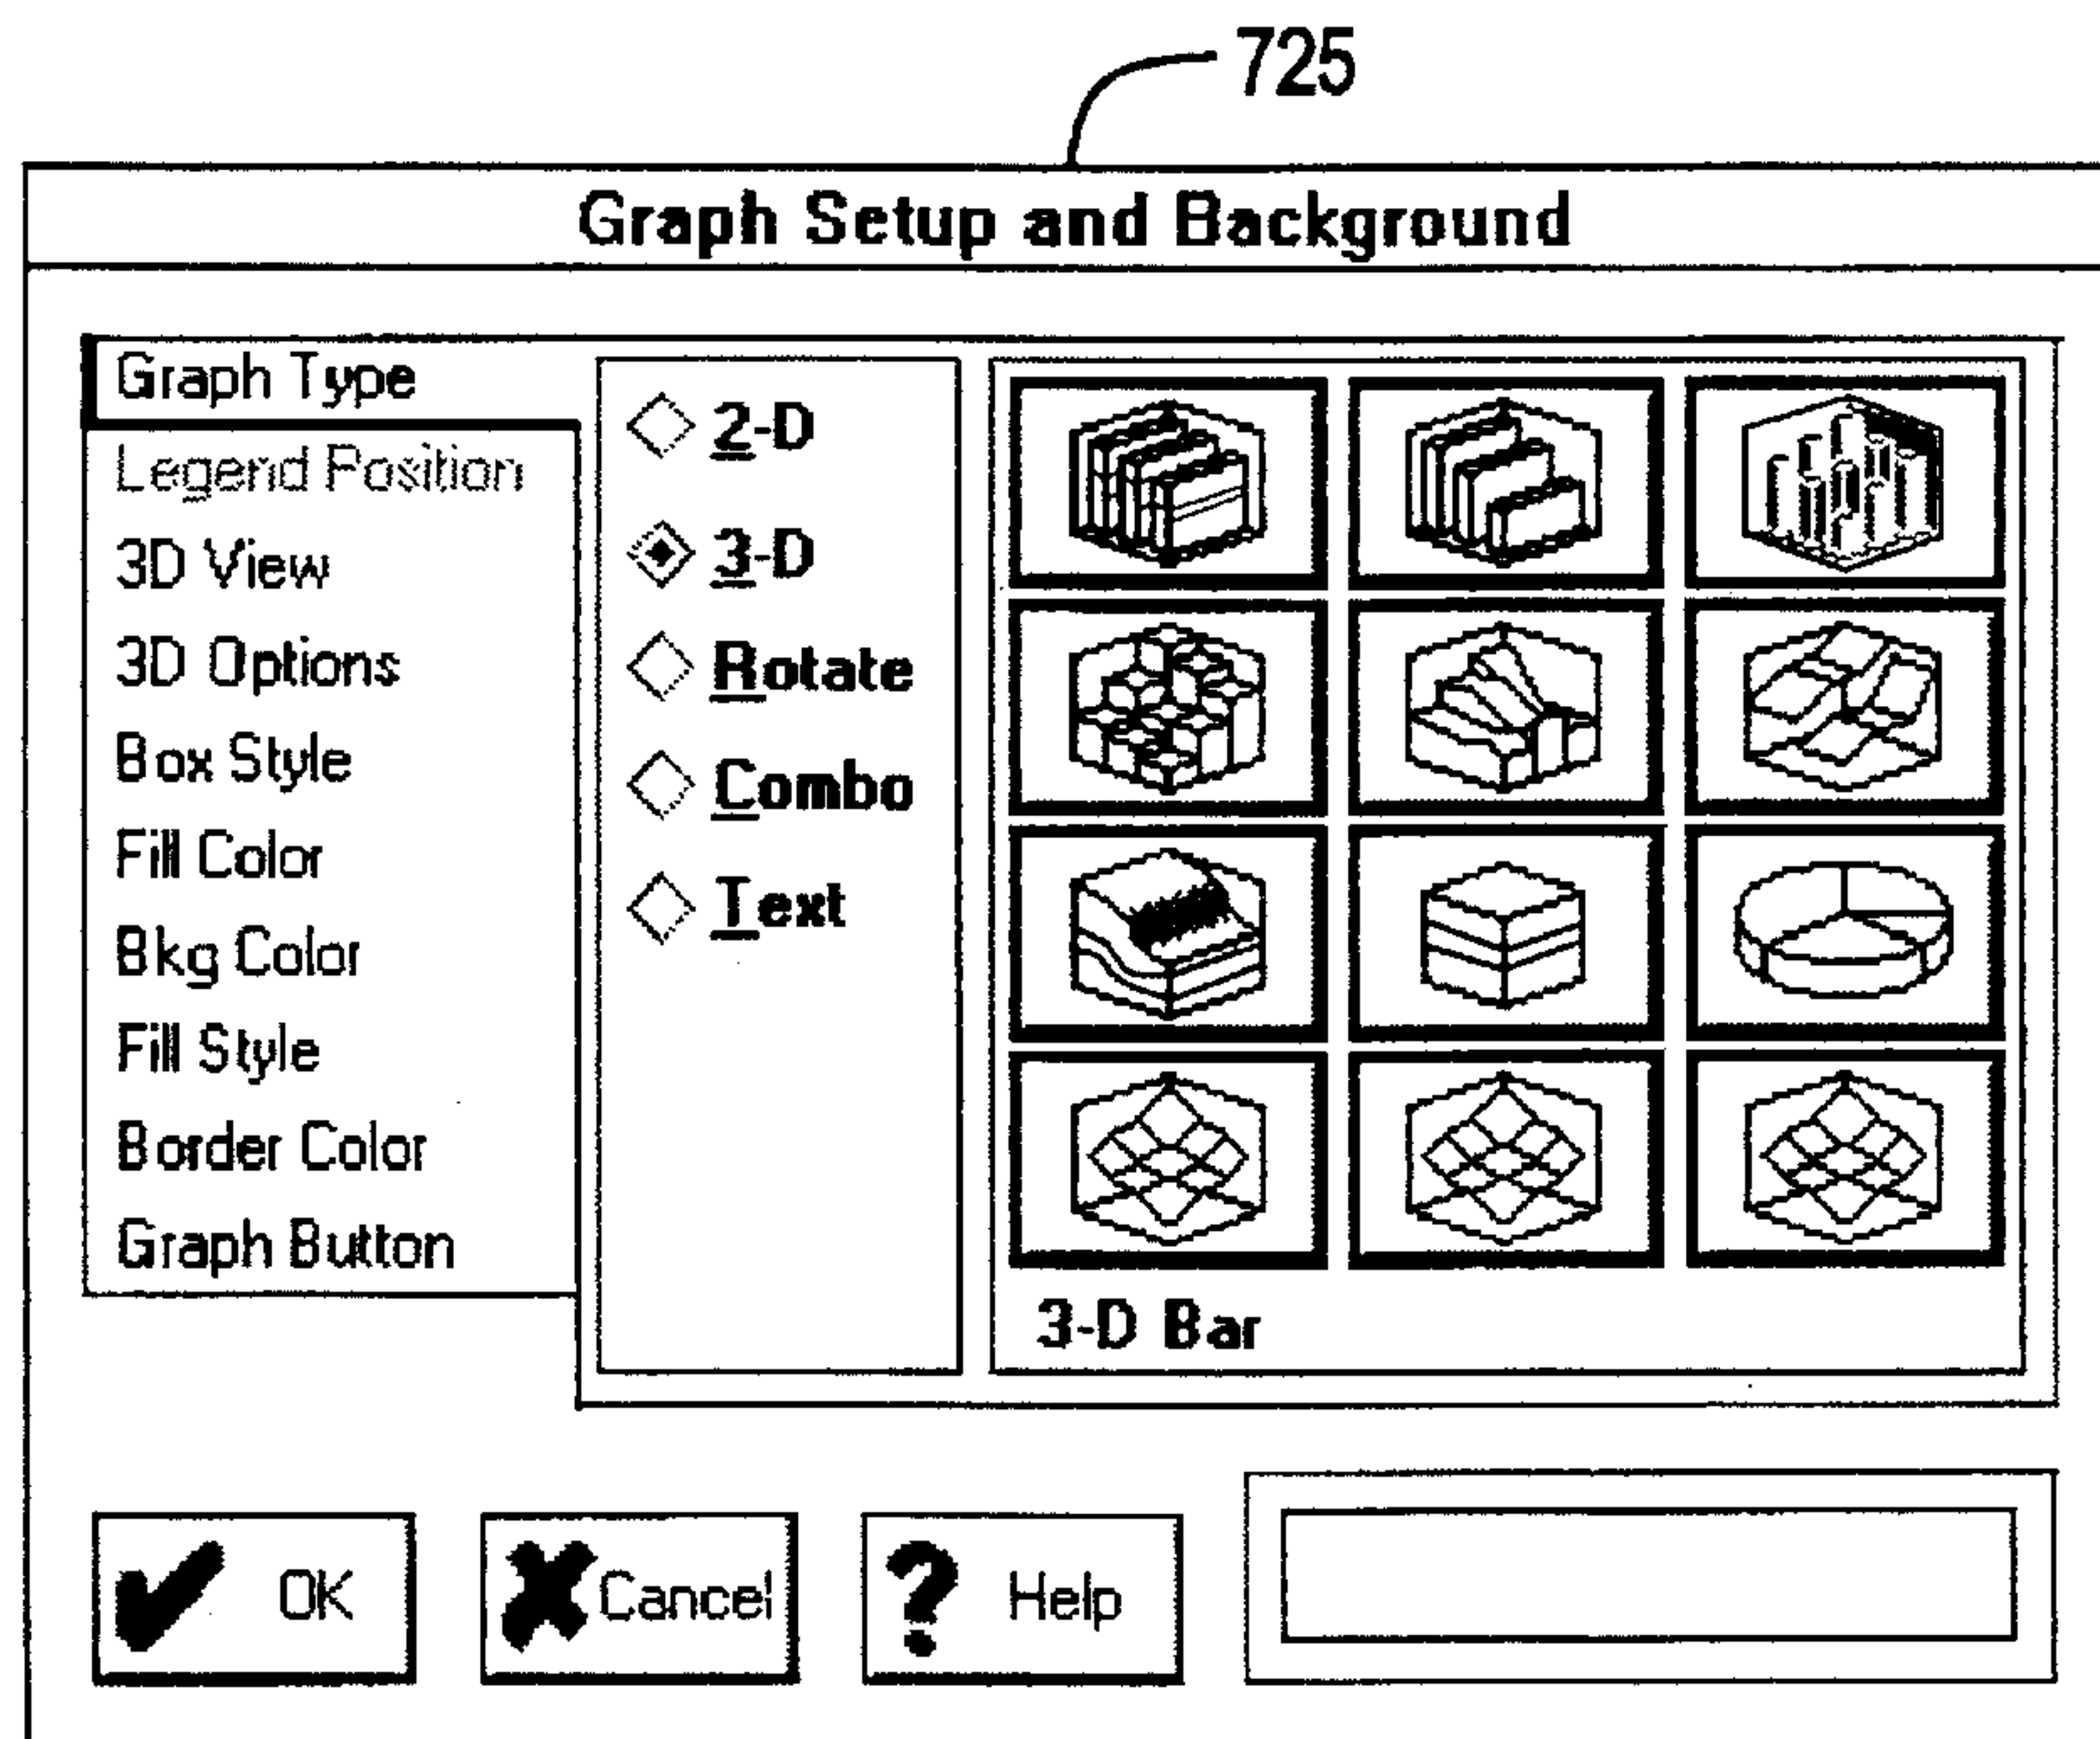 725
Graph Setup and Background
Graph Type
Legend Position
3D View
3D Options
Box Style
Fill Color
Bkg Color
Fill Style
Border Color
Graph Button
2-D
3-D
Rotate
Combo
Text
3-D Bar
OK
Cancel
Help